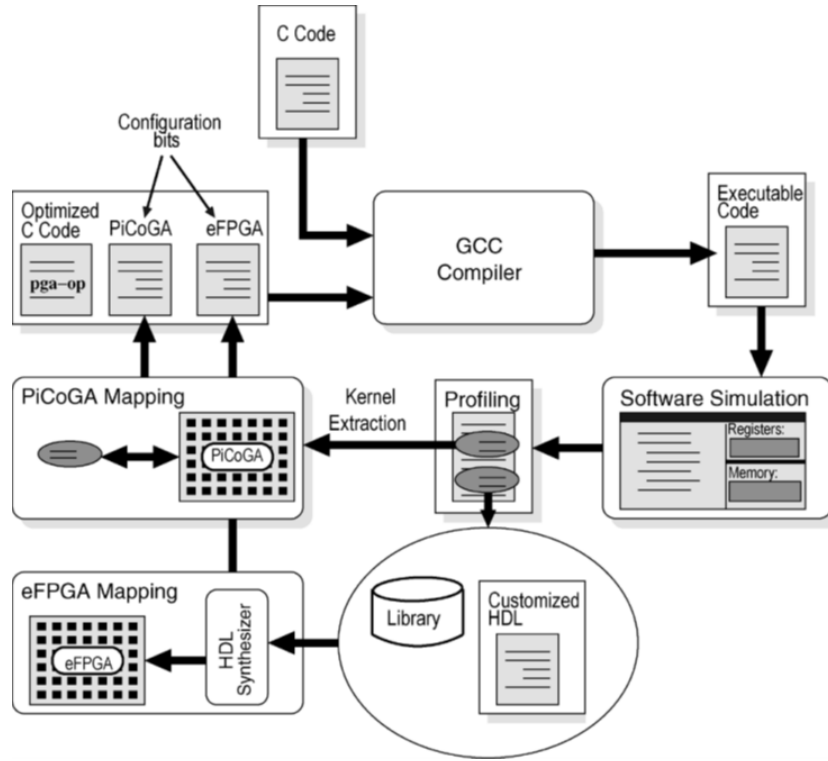 C Code
Configuration
bits
Optimized
C Code
pga-op
PiCoGA
eFPGA
GCC
Compiler
Executable
Code
PiCoGA Mapping
PiCoGA
Kernel
Extraction
Profiling
Software Simulation
Registers:
Memory:
eFPGA Mapping
eFPGA
HDL
Synthesizer
Library
Customized
HDL